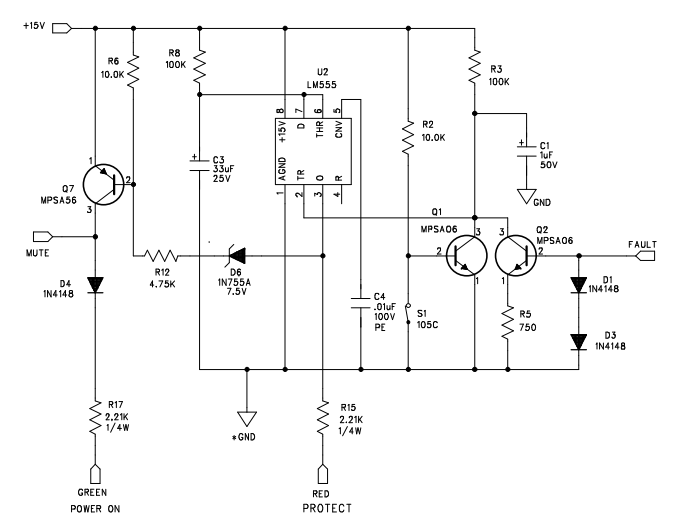 +15V
R6
10.0K
R8
100K
U2
LM555
R3
100K
R2
10.0K
8
7
6
5
+15V
D
THR
CNV
AGND
TR
O
R
1
2
3
4
C3
33uF
25V
+
C1
1uF
50V
+
GND
1
2
3
Q7
MPSA56
MUTE
D4
1N4148
R12
4.75K
D6
1N755A
7.5V
C4
.01uF
100V
PE
Q1
MPSA06
3
2
1
Q2
MPSA06
3
2
1
FAULT
S1
105C
R5
750
D1
1N4148
D3
1N4148
R17
2.21K
1/4W
*GND
R15
2.21K
1/4W
GREEN
POWER ON
RED
PROTECT